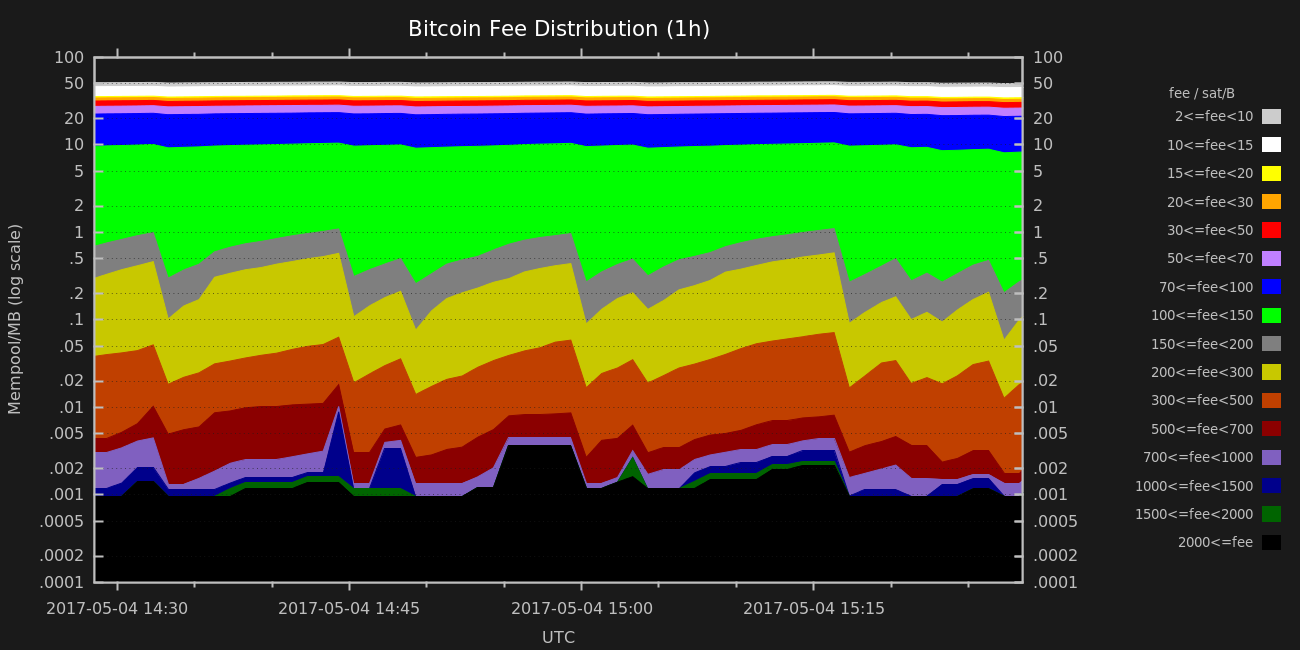 Bitcoin Fee Distribution (1h)
Mempool/MB (log scale)
100
50
20
10
5
2
1
.5
.2
.1
.05
.02
.01
.005
.002
.001
.0005
.0002
.0001
100
50
20
10
5
2
1
.5
.2
.1
.05
.02
.01
.005
.002
.001
.0005
.0002
.0001
2017-05-04 14:30
2017-05-04 14:45
2017-05-04 15:00
2017-05-04 15:15
UTC
fee / sat/B
2<=fee<10
10<=fee<15
15<=fee<20
20<=fee<30
30<=fee<50
50<=fee<70
70<=fee<100
100<=fee<150
150<=fee<200
200<=fee<300
300<=fee<500
500<=fee<700
700<=fee<1000
1000<=fee<1500
1500<=fee<2000
2000<=fee